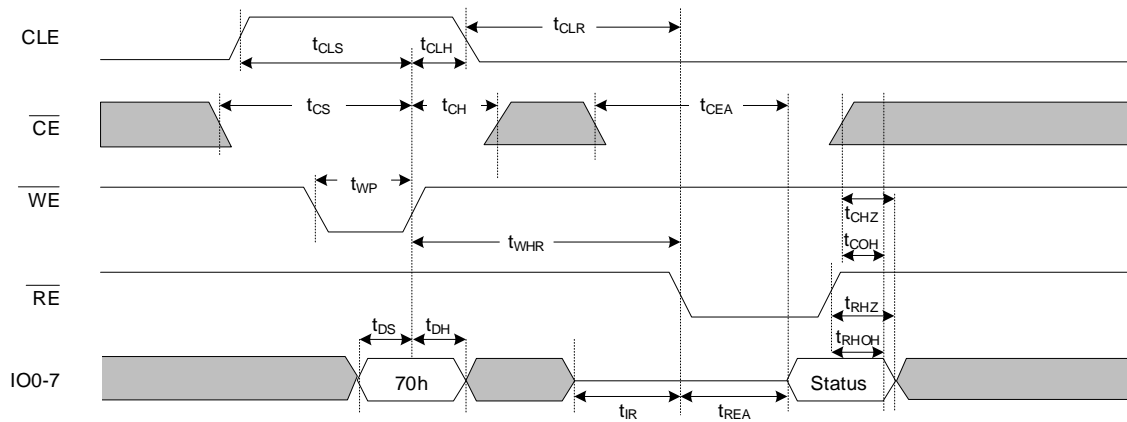 CLE
tCLS
tCLH
tCLR
CE
tCS
tCH
tCEA
WE
tWP
tCHZ
tWHR
tCOH
RE
tRHZ
tDS
tDH
tRHOH
IO0-7
70h
Status
tIR
tREA